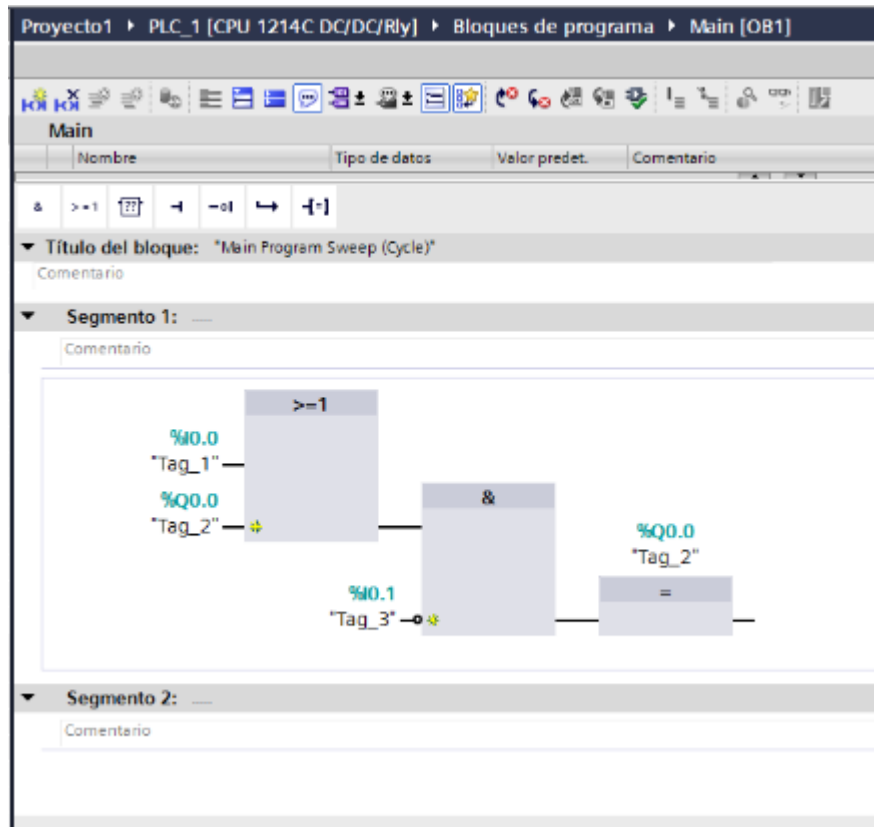 Proyecto1 ▸ PLC_1 [CPU 1214C DC/DC/Rly] ▸ Bloques de programa ▸ Main [OB1]
Main
Nombre Tipo de datos Valor predet. Comentario
& >=1 ?? 
Título del bloque: "Main Program Sweep (Cycle)"
Comentario
Segmento 1:
Comentario
>=1
%I0.0
"Tag_1"
%Q0.0
"Tag_2"
&
%Q0.0
"Tag_2"
%I0.1
=
"Tag_3"
Segmento 2:
Comentario